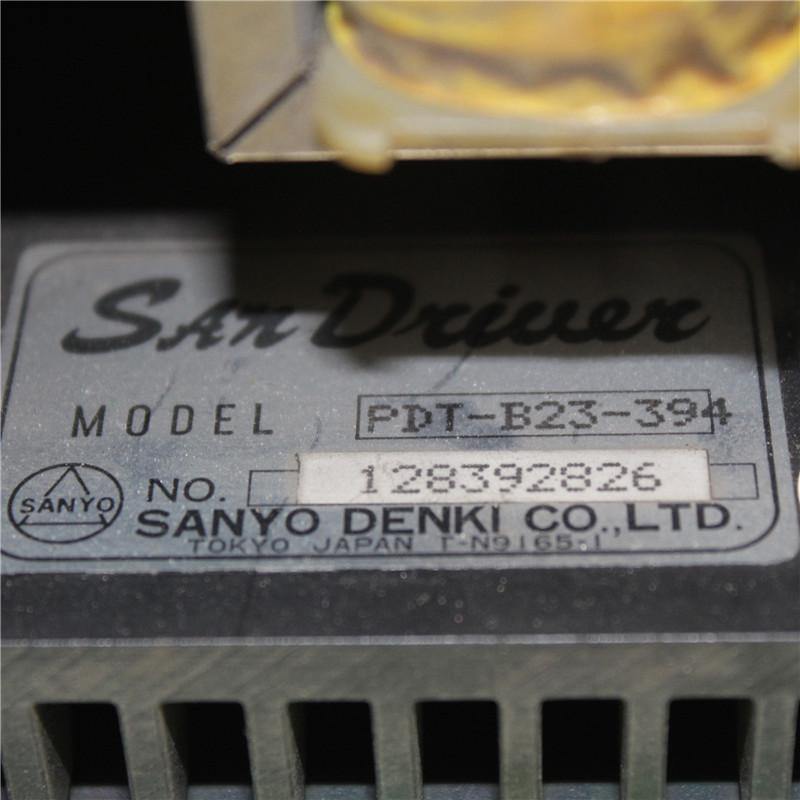 SAN Driver
MODEL PDT-B23-394
NO. 128392826
SANYO
SANYO DENKI CO.,LTD.
TOKYO JAPAN T-N9165-1